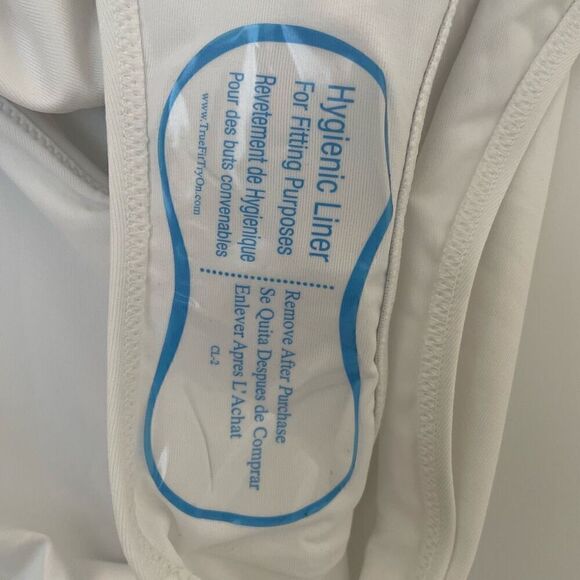 Hygienic Liner
For Fitting Purposes
Revetement de Hygienique
Pour des buts convenables
www.TrueFitTryOn.com
Remove After Purchase
Se Quita Despues de Comprar
Enlever Apres L'Achat
CL-2